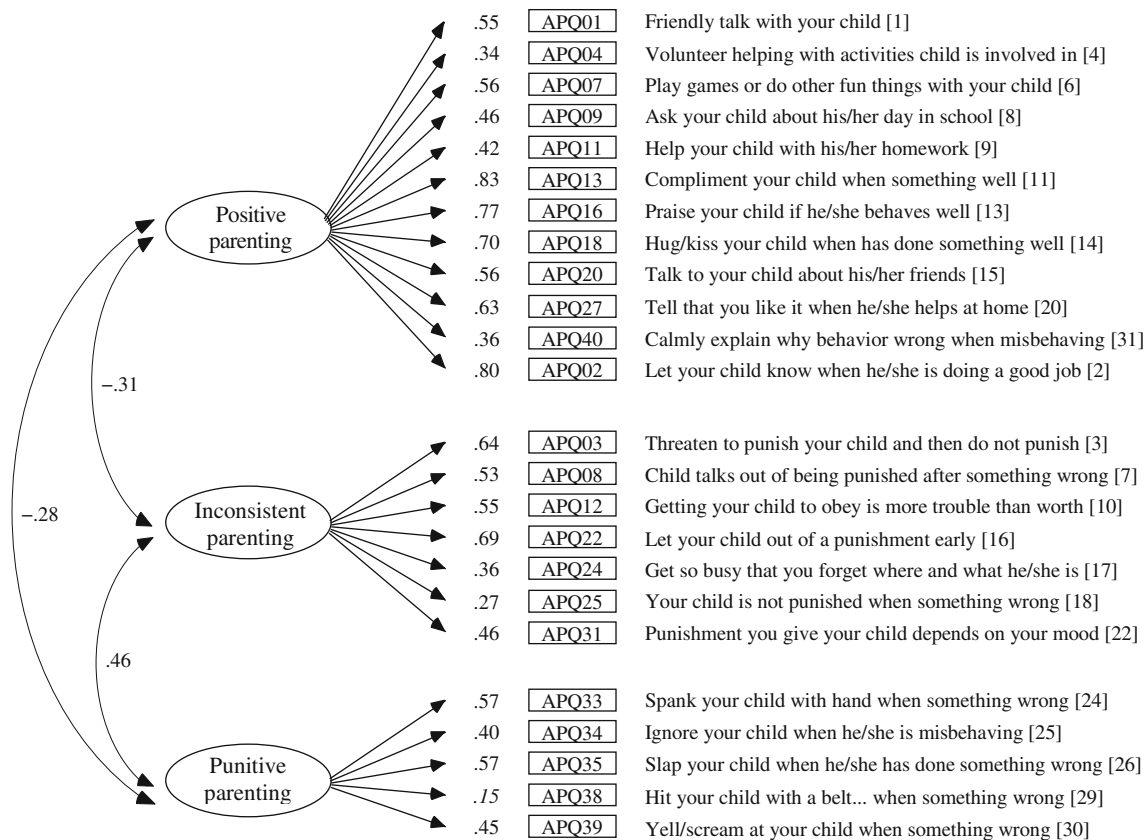 .55 APQ01 Friendly talk with your child [1]
.34 APQ04 Volunteer helping with activities child is involved in [4]
.56 APQ07 Play games or do other fun things with your child [6]
.46 APQ09 Ask your child about his/her day in school [8]
.42 APQ11 Help your child with his/her homework [9]
.83 APQ13 Compliment your child when something well [11]
Positive
parenting
.77 APQ16 Praise your child if he/she behaves well [13]
.70 APQ18 Hug/kiss your child when has done something well [14]
.56 APQ20 Talk to your child about his/her friends [15]
.63 APQ27 Tell that you like it when he/she helps at home [20]
.36 APQ40 Calmly explain why behavior wrong when misbehaving [31]
.80 APQ02 Let your child know when he/she is doing a good job [2]
−.31
.64 APQ03 Threaten to punish your child and then do not punish [3]
.53 APQ08 Child talks out of being punished after something wrong [7]
.55 APQ12 Getting your child to obey is more trouble than worth [10]
−.28
Inconsistent
parenting
.69 APQ22 Let your child out of a punishment early [16]
.36 APQ24 Get so busy that you forget where and what he/she is [17]
.27 APQ25 Your child is not punished when something wrong [18]
.46 APQ31 Punishment you give your child depends on your mood [22]
.46
.57 APQ33 Spank your child with hand when something wrong [24]
.40 APQ34 Ignore your child when he/she is misbehaving [25]
Punitive
parenting
.57 APQ35 Slap your child when he/she has done something wrong [26]
.15 APQ38 Hit your child with a belt... when something wrong [29]
.45 APQ39 Yell/scream at your child when something wrong [30]